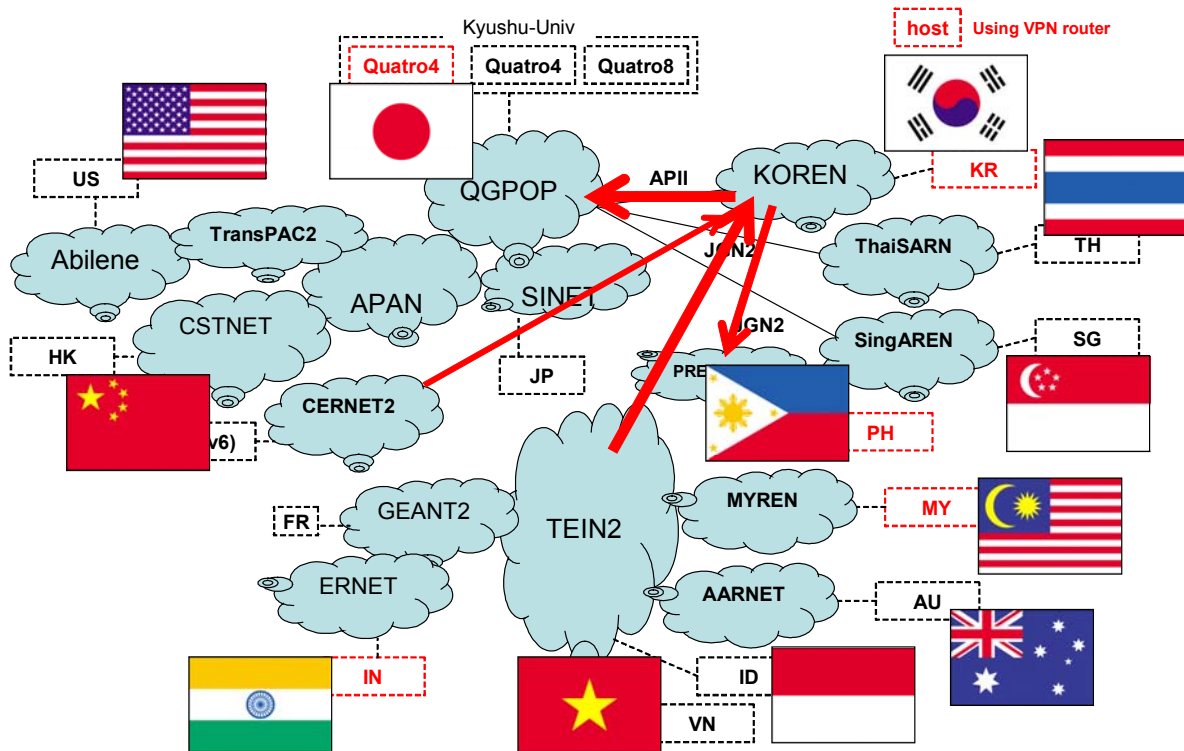 Kyushu-Univ
host
Using VPN router
Quatro4
Quatro4
Quatro8
US
QGPOP
APII
KOREN
KR
TransPAC2
Abilene
JGN2
ThaiSARN
TH
APAN
SINET
CSTNET
HK
JGN2
SingAREN
SG
JP
PRE
CERNET2
v6)
PH
GEANT2
FR
TEIN2
MYREN
MY
ERNET
AARNET
AU
IN
ID
VN